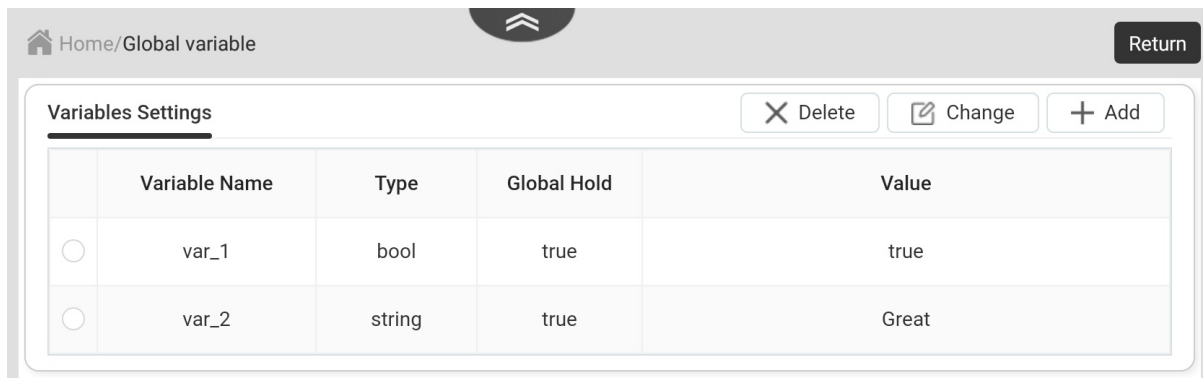 Home/Global variable
Return
Variables Settings
Delete
Change
Add
Variable Name Type Global Hold Value
var_1 bool true true
var_2 string true Great